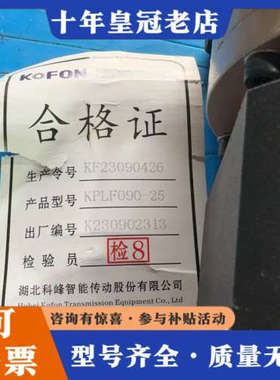 十年皇冠老店
KOFON
合格证
生产令号 KF23090426
产品型号 KPLF090-25
出厂编号 K230902313
检验员 检8
湖北科峰智能传动股份有限公司
Hubei Kofon Transmission Equipment Co., Ltd
咨询有惊喜·参与补贴活动
票 型号齐全·质量保